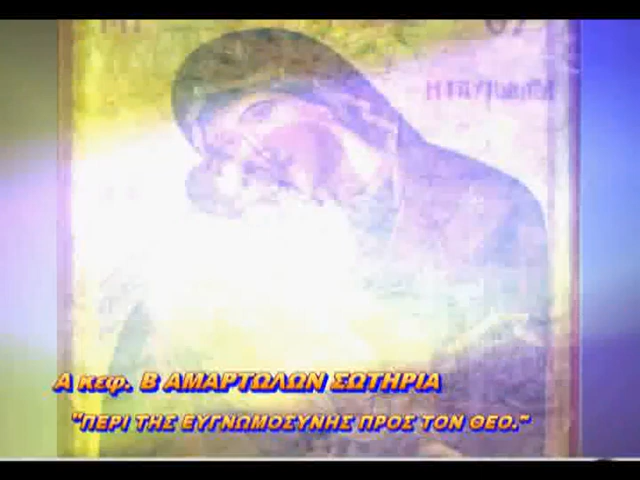 Α κεφ. Β ΑΜΑΡΤΩΛΩΝ ΣΩΤΗΡΙΑ
"ΠΕΡΙ ΤΗΣ ΕΥΓΝΩΜΟΣΥΝΗΣ ΠΡΟΣ ΤΟΝ ΘΕΟ."